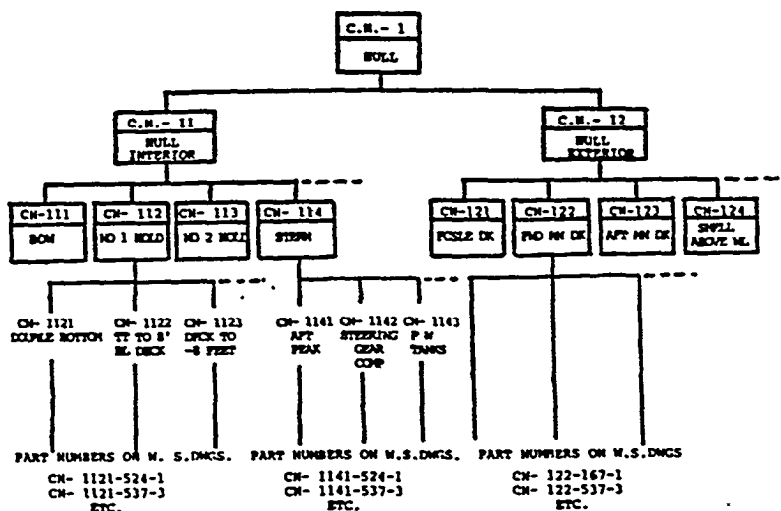 C.N.- 1
HULL
C.N.- 11
HULL
INTERIOR
C.N.- 12
HULL
EXTERIOR
CN-111
BOW
CN- 112
NO 1 HOLD
CN- 113
NO 2 HOLD
CN- 114
STERN
CN-121
FCSLE DK
CN-122
FWD MN DK
CN-123
AFT MN DK
CN-124
SHELL
ABOVE WL
CN- 1121
DOUBLE BOTTOM
CN- 1122
TT TO 8'
BL DECK
CN- 1123
DECK TO
-8 FEET
CN- 1141
AFT
PEAK
CN- 1142
STEERING
GEAR
COMP
CN- 1143
P W
TANKS
PART NUMBERS ON W. S.DWGS.
CN- 1121-524-1
CN- 1121-537-3
ETC.
PART NUMBERS ON W.S.DWGS.
CN- 1141-524-1
CN- 1141-537-3
ETC.
PART NUMBERS ON W.S.DWGS
CN- 122-167-1
CN- 122-537-3
ETC.